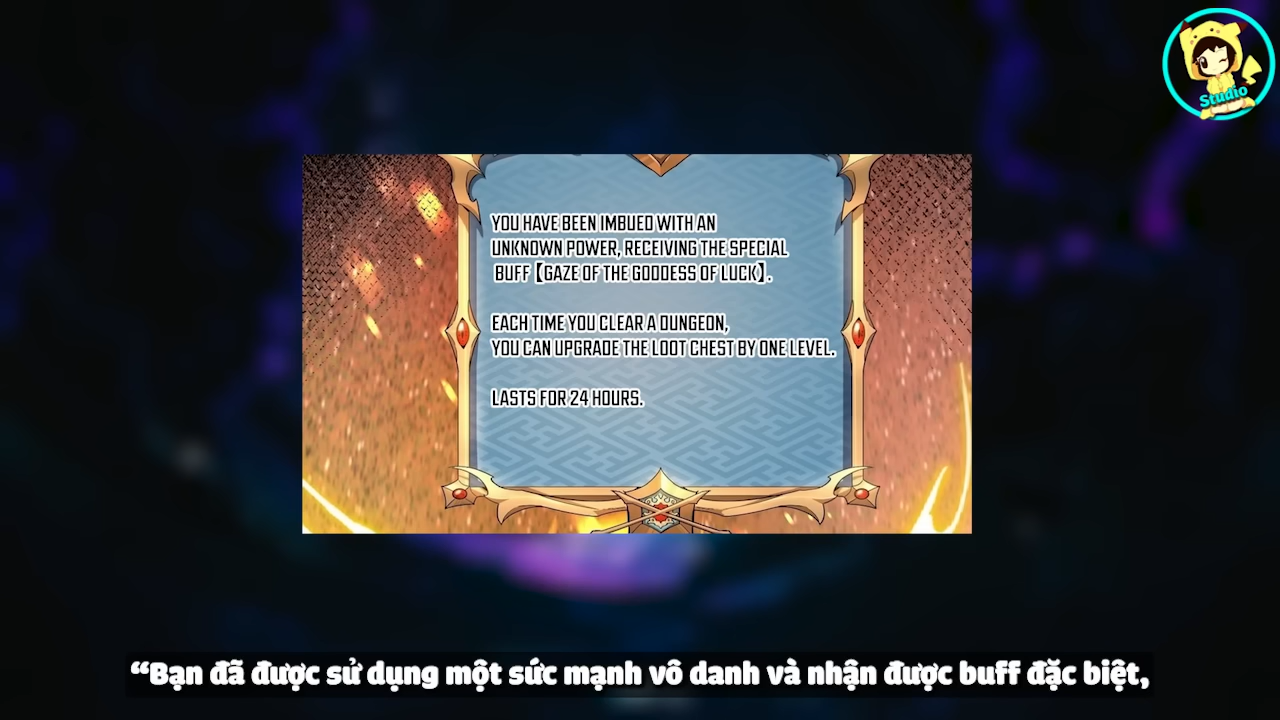 Studio
YOU HAVE BEEN IMBUED WITH AN
UNKNOWN POWER, RECEIVING THE SPECIAL
BUFF【GAZE OF THE GODDESS OF LUCK】.
EACH TIME YOU CLEAR A DUNGEON,
YOU CAN UPGRADE THE LOOT CHEST BY ONE LEVEL.
LASTS FOR 24 HOURS.
“Bạn đã được sử dụng một sức mạnh vô danh và nhận được buff đặc biệt,